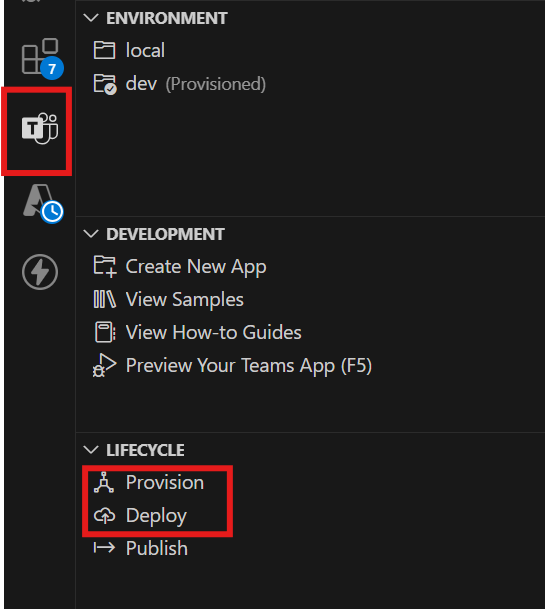 ENVIRONMENT
local
dev (Provisioned)
7
T
DEVELOPMENT
Create New App
View Samples
View How-to Guides
Preview Your Teams App (F5)
LIFECYCLE
Provision
Deploy
Publish